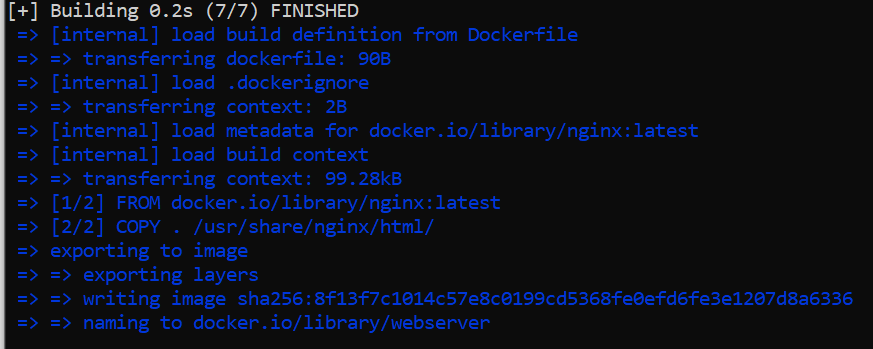 [+] Building 0.2s (7/7) FINISHED
=> [internal] load build definition from Dockerfile
=> => transferring dockerfile: 90B
=> [internal] load .dockerignore
=> => transferring context: 2B
=> [internal] load metadata for docker.io/library/nginx:latest
=> [internal] load build context
=> => transferring context: 99.28kB
=> [1/2] FROM docker.io/library/nginx:latest
=> [2/2] COPY . /usr/share/nginx/html/
=> exporting to image
=> => exporting layers
=> => writing image sha256:8f13f7c1014c57e8c0199cd5368fe0efd6fe3e1207d8a6336
=> => naming to docker.io/library/webserver